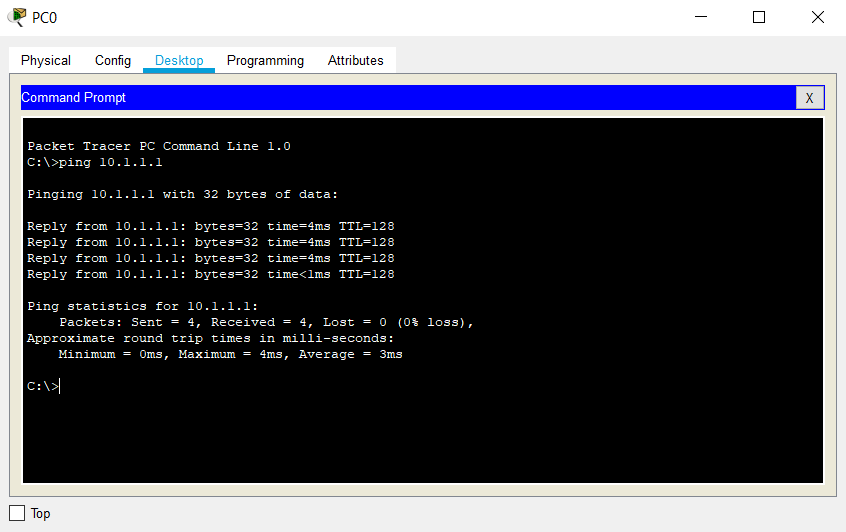 PC0
Physical Config Desktop Programming Attributes
Command Prompt X
Packet Tracer PC Command Line 1.0
C:\>ping 10.1.1.1
Pinging 10.1.1.1 with 32 bytes of data:
Reply from 10.1.1.1: bytes=32 time=4ms TTL=128
Reply from 10.1.1.1: bytes=32 time=4ms TTL=128
Reply from 10.1.1.1: bytes=32 time=4ms TTL=128
Reply from 10.1.1.1: bytes=32 time<1ms TTL=128
Ping statistics for 10.1.1.1:
Packets: Sent = 4, Received = 4, Lost = 0 (0% loss),
Approximate round trip times in milli-seconds:
Minimum = 0ms, Maximum = 4ms, Average = 3ms
C:\>
Top